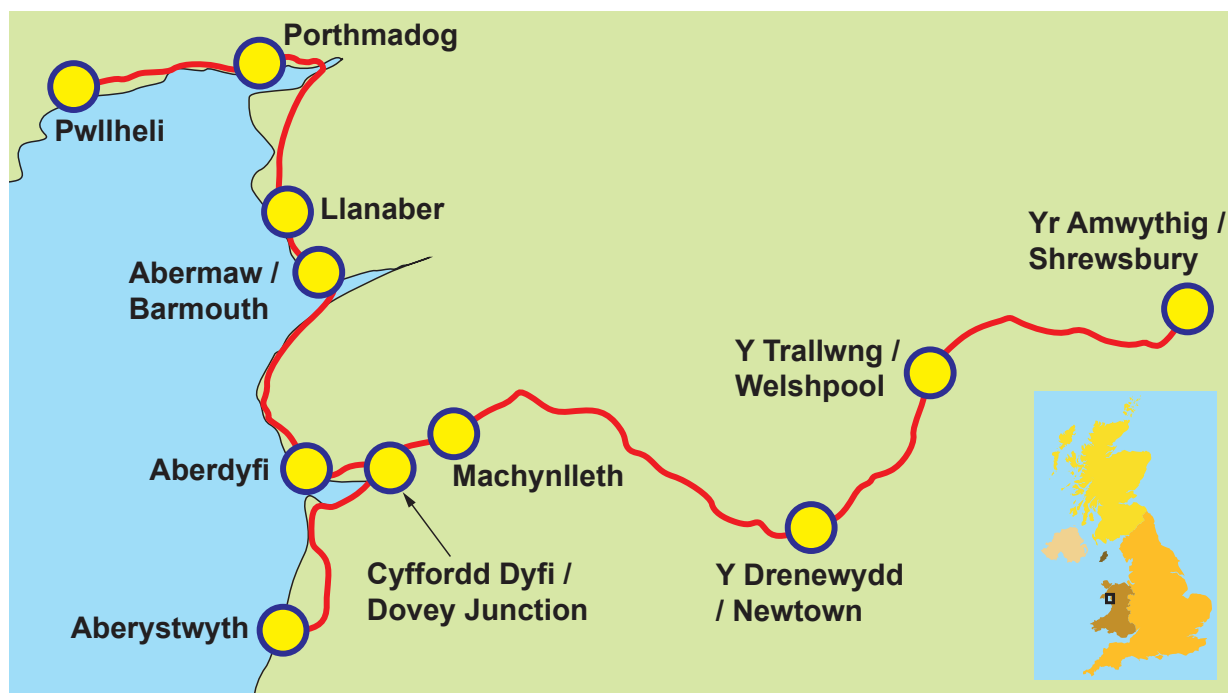 Porthmadog
Pwllheli
Llanaber
Yr Amwythig /
Shrewsbury
Abermaw /
Barmouth
Y Trallwng /
Welshpool
Aberdyfi
Machynlleth
Cyffordd Dyfi /
Dovey Junction
Y Drenewydd
/ Newtown
Aberystwyth